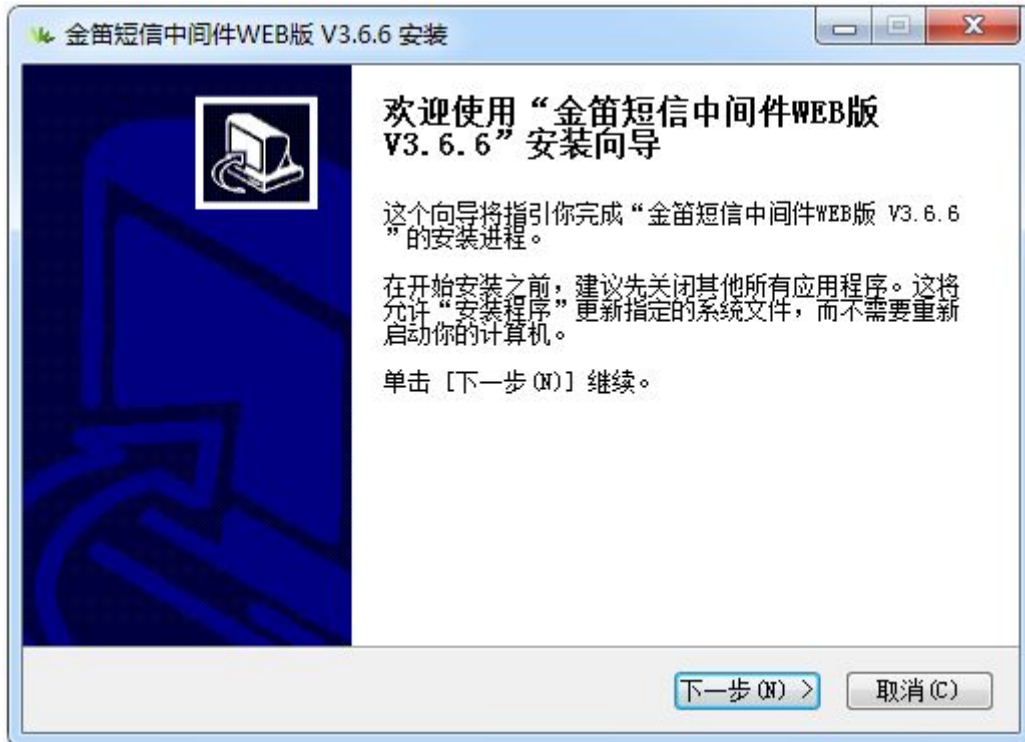 金笛短信中间件WEB版 V3.6.6 安装
欢迎使用“金笛短信中间件WEB版
V3.6.6”安装向导
这个向导将指引你完成“金笛短信中间件WEB版 V3.6.6
”的安装进程。
在开始安装之前，建议先关闭其他所有应用程序。这将
允许“安装程序”更新指定的系统文件，而不需要重新
启动你的计算机。
单击 [下一步(N)] 继续。
下一步(N) >
取消(C)